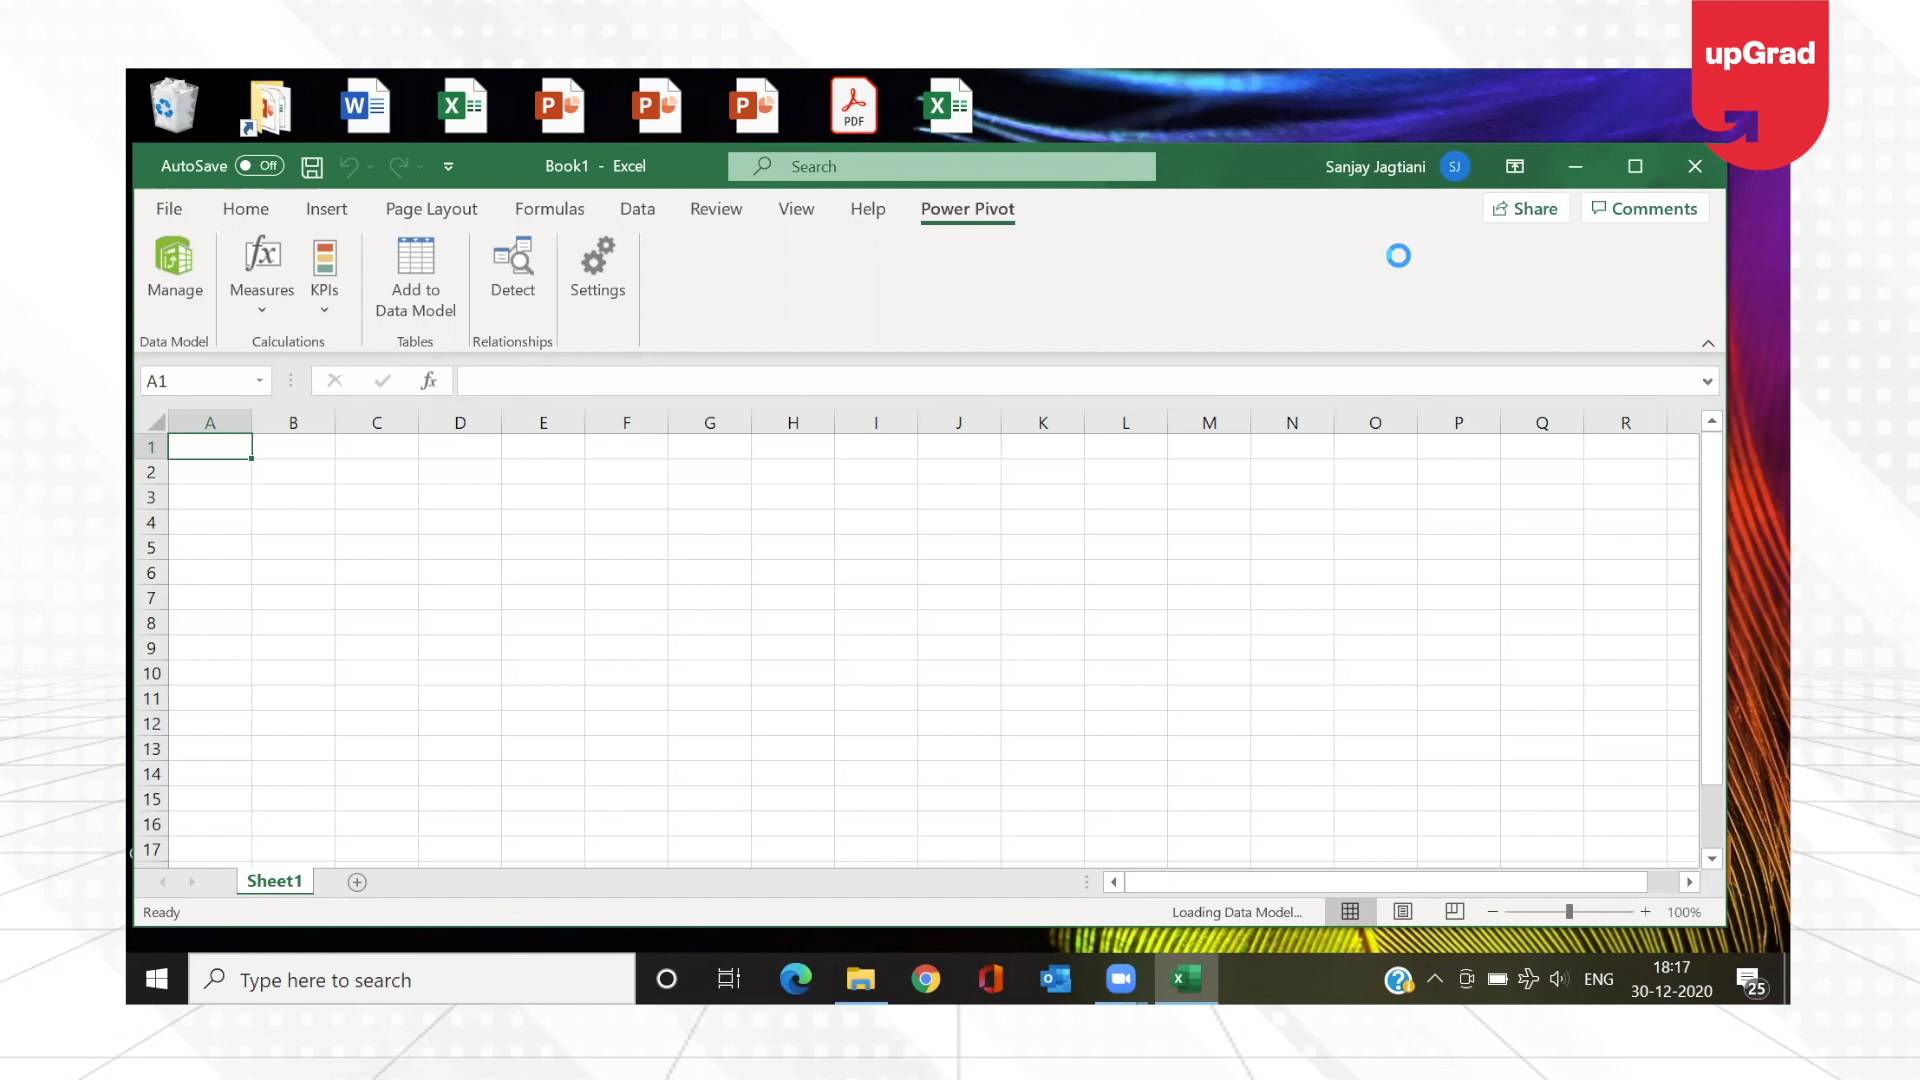 upGrad
PDF
AutoSave Off
Book1 - Excel
Search
Sanjay Jagtiani SJ
File Home Insert Page Layout Formulas Data Review View Help Power Pivot
Share Comments
Manage
Measures
KPIs
Add to
Data Model
Detect
Settings
Data Model
Calculations
Tables
Relationships
A1
fx
A B C D E F G H I J K L M N O P Q R
1
2
3
4
5
6
7
8
9
10
11
12
13
14
15
16
17
Sheet1
Ready
Loading Data Model...
100%
Type here to search
ENG
18:17
30-12-2020
25